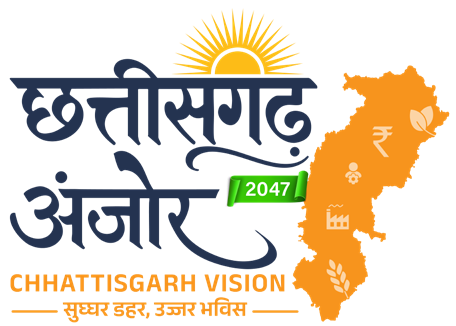 छत्तीसगढ़
अंजोर
2047
CHHATTISGARH VISION
सुघ्घर डहर, उज्जर भविस
₹